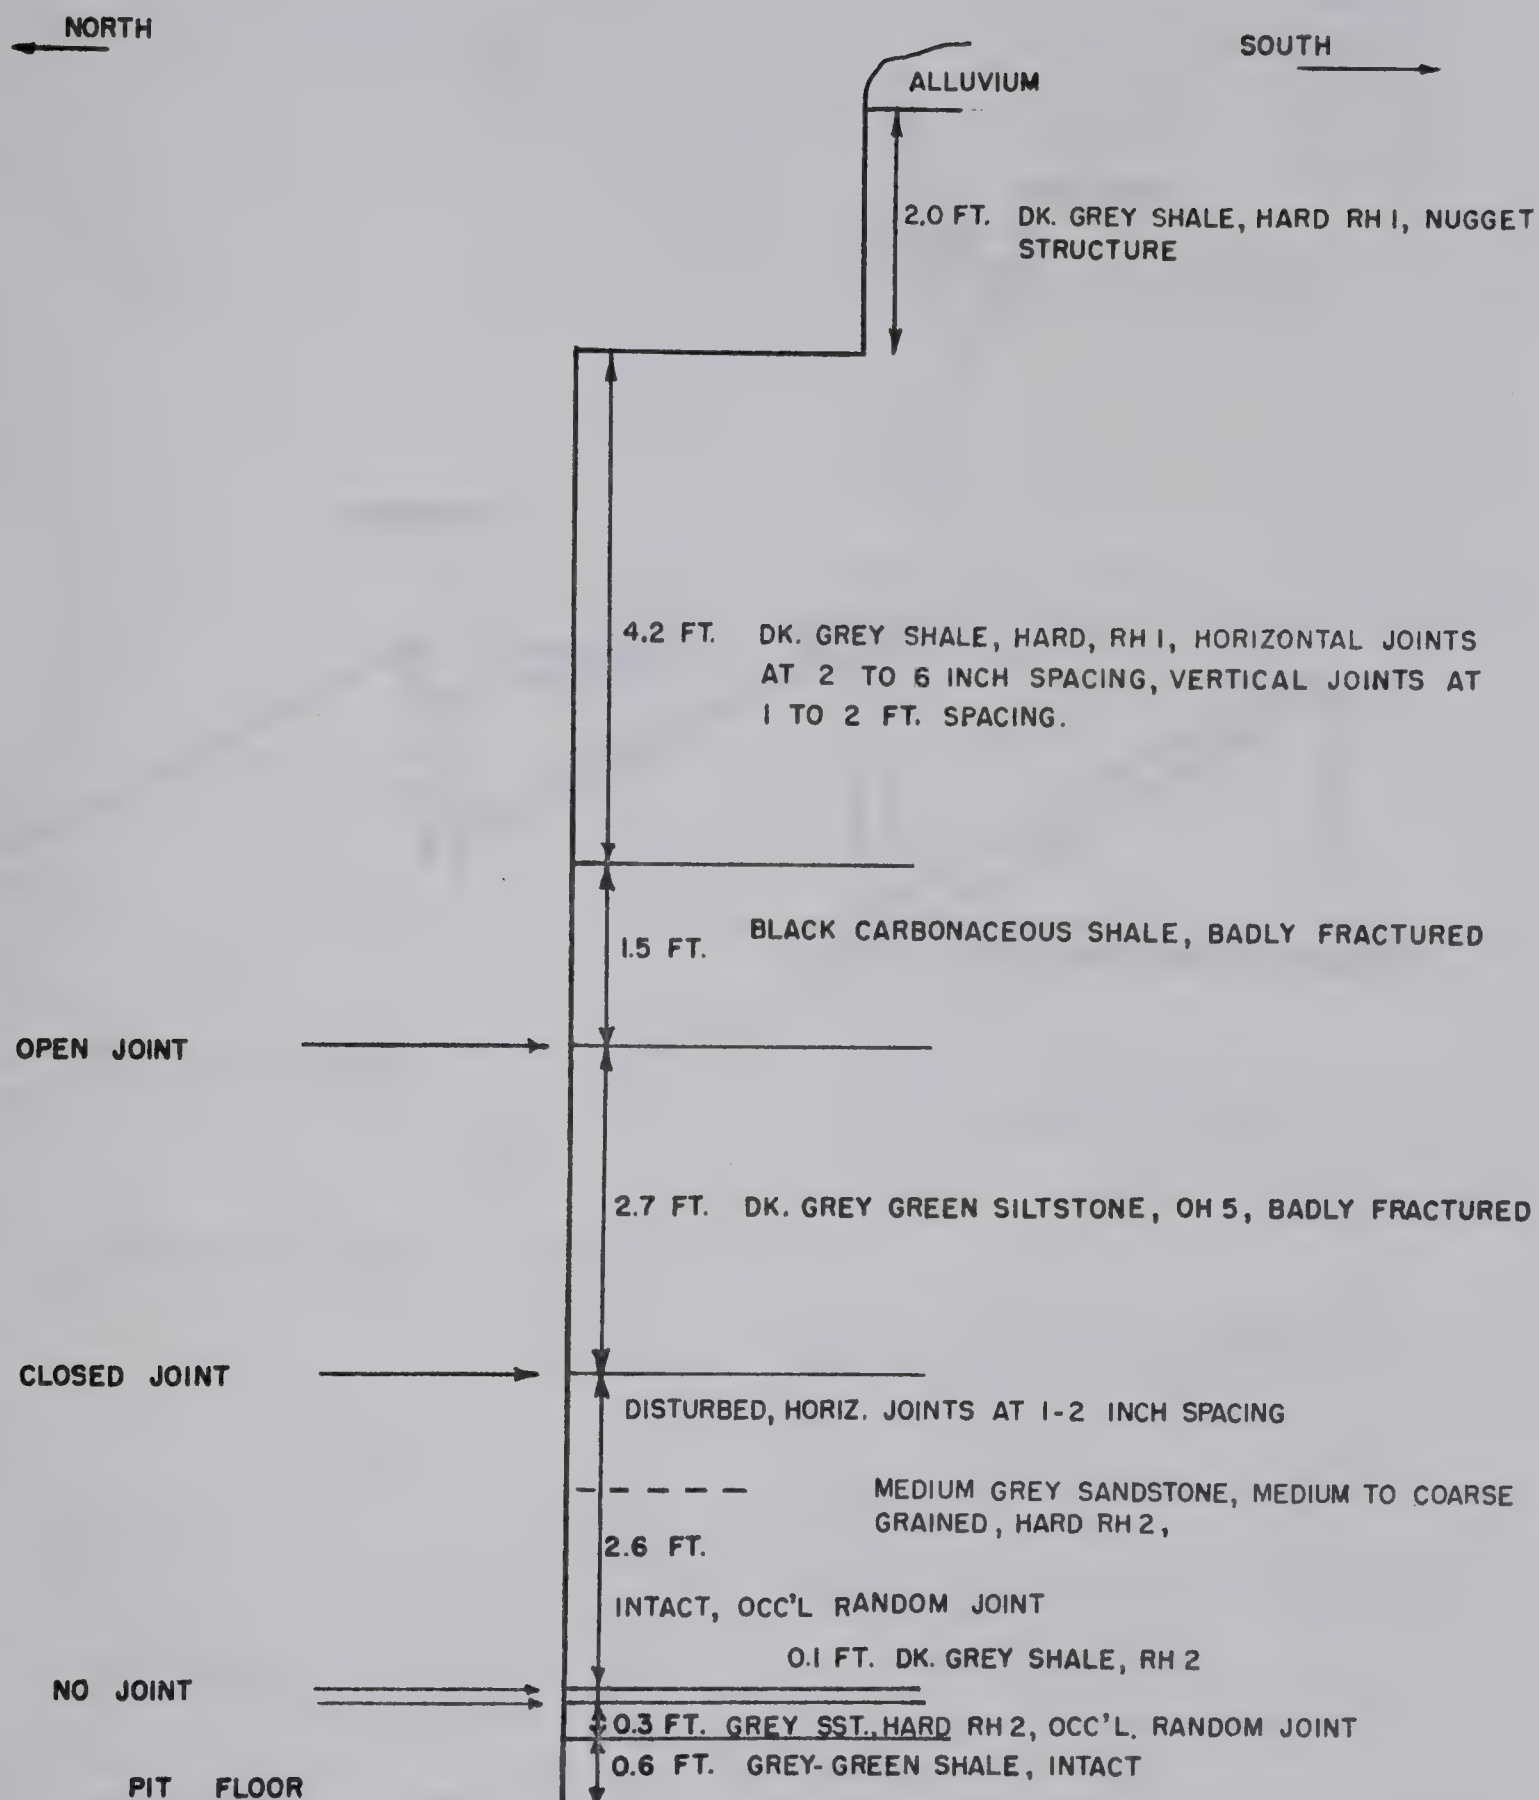 NORTH
SOUTH
ALLUVIUM
2.0 FT. DK. GREY SHALE, HARD RH 1, NUGGET
STRUCTURE
4.2 FT. DK. GREY SHALE, HARD, RH 1, HORIZONTAL JOINTS
AT 2 TO 6 INCH SPACING, VERTICAL JOINTS AT
1 TO 2 FT. SPACING.
1.5 FT. BLACK CARBONACEOUS SHALE, BADLY FRACTURED
OPEN JOINT
2.7 FT. DK. GREY GREEN SILTSTONE, OH 5, BADLY FRACTURED
CLOSED JOINT
DISTURBED, HORIZ. JOINTS AT 1-2 INCH SPACING
MEDIUM GREY SANDSTONE, MEDIUM TO COARSE
GRAINED, HARD RH 2,
2.6 FT.
INTACT, OCC'L RANDOM JOINT
0.1 FT. DK. GREY SHALE, RH 2
NO JOINT
0.3 FT. GREY SST., HARD RH 2, OCC'L. RANDOM JOINT
0.6 FT. GREY-GREEN SHALE, INTACT
PIT FLOOR